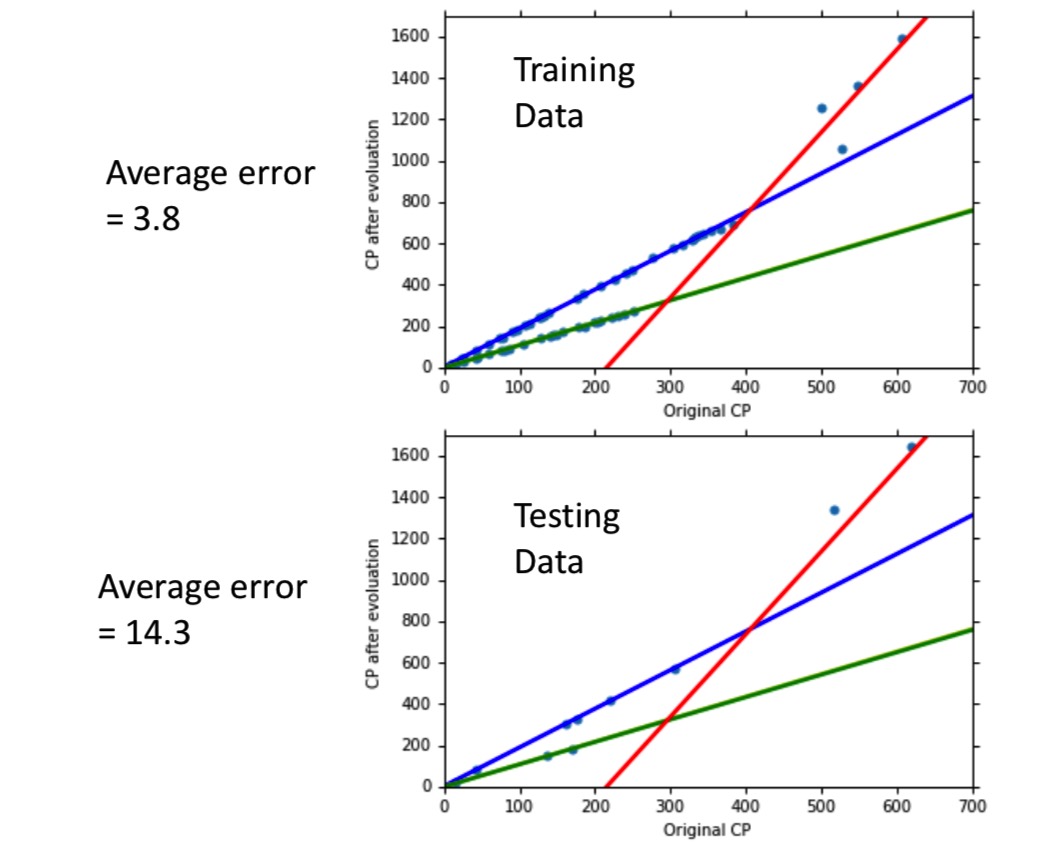 Average error
= 3.8
Training
Data
CP after evoluation
1600
1400
1200
1000
800
600
400
200
0
0 100 200 300 400 500 600 700
Original CP
Average error
= 14.3
Testing
Data
CP after evoluation
1600
1400
1200
1000
800
600
400
200
0
0 100 200 300 400 500 600 700
Original CP